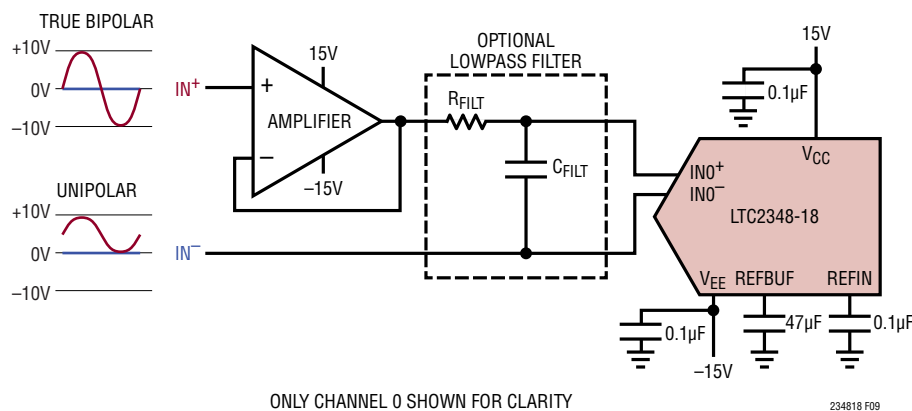 TRUE BIPOLAR
+10V
0V
–10V
IN+
UNIPOLAR
+10V
0V
–10V
IN–
15V
AMPLIFIER
+
–
–15V
OPTIONAL
LOWPASS FILTER
RFILT
CFILT
15V
0.1µF
VCC
IN0+
IN0–
LTC2348-18
VEE REFBUF REFIN
0.1µF
–15V
47µF
0.1µF
ONLY CHANNEL 0 SHOWN FOR CLARITY
234818 F09